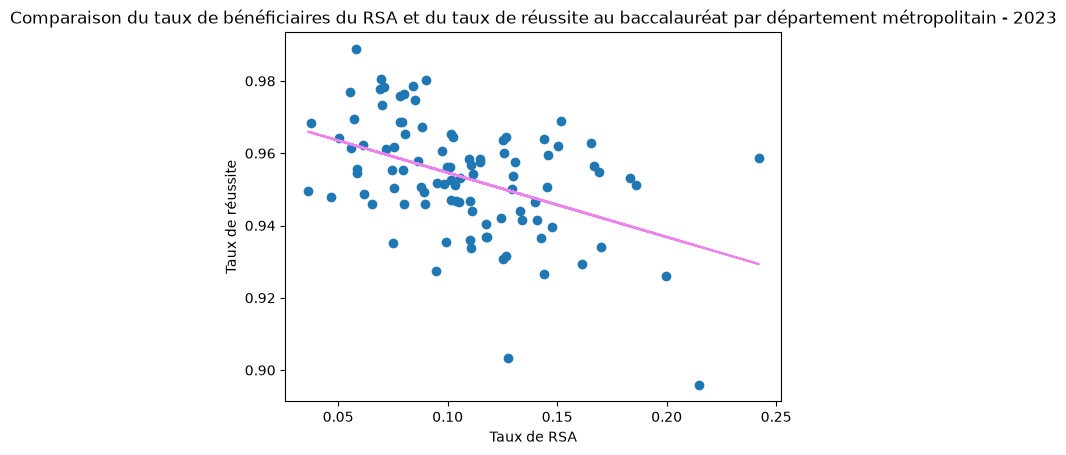 Comparaison du taux de bénéficiaires du RSA et du taux de réussite au baccalauréat par département métropolitain - 2023
Taux de réussite
0.98
0.96
0.94
0.92
0.90
0.05 0.10 0.15 0.20 0.25
Taux de RSA